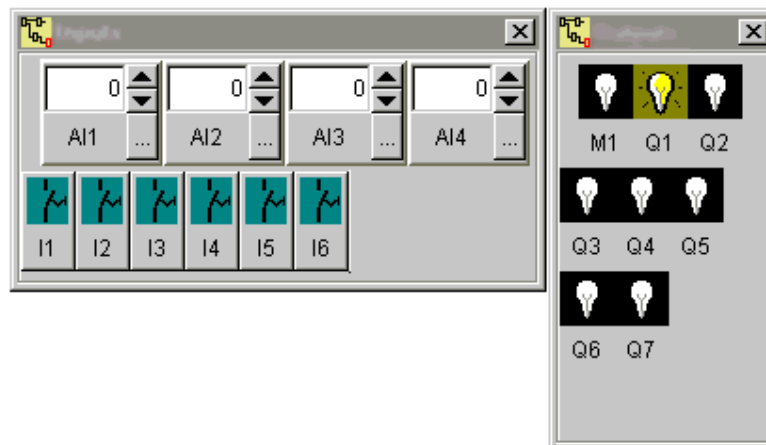 0 0 0 0
AI1 ... AI2 ... AI3 ... AI4 ...
I1 I2 I3 I4 I5 I6
M1 Q1 Q2
Q3 Q4 Q5
Q6 Q7